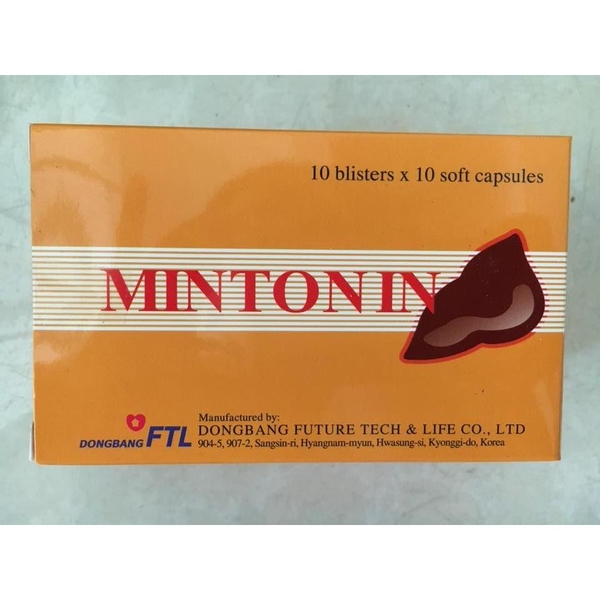 10 blisters x 10 soft capsules
MINTONIN
Manufactured by:
DONGBANG FTL
DONGBANG FUTURE TECH & LIFE CO., LTD
904-5, 907-2, Sangsin-ri, Hyangnam-myun, Hwasung-si, Kyonggi-do, Korea